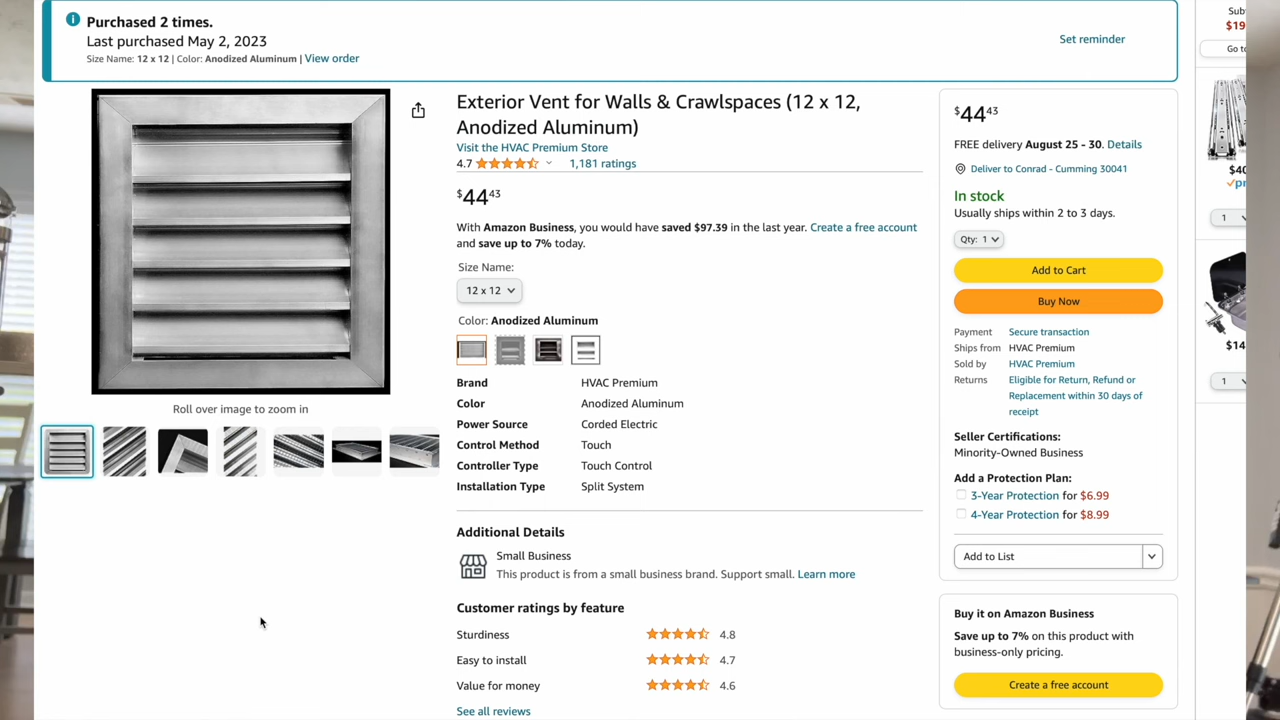 Purchased 2 times.
Last purchased May 2, 2023
Size Name: 12 x 12 | Color: Anodized Aluminum | View order
Set reminder
Roll over image to zoom in
Exterior Vent for Walls & Crawlspaces (12 x 12,
Anodized Aluminum)
Visit the HVAC Premium Store
4.7
1,181 ratings
$44 43
With Amazon Business, you would have saved $97.39 in the last year. Create a free account
and save up to 7% today.
Size Name:
12 x 12
Color: Anodized Aluminum
Brand HVAC Premium
Color Anodized Aluminum
Power Source Corded Electric
Control Method Touch
Controller Type Touch Control
Installation Type Split System
Additional Details
Small Business
This product is from a small business brand. Support small. Learn more
Customer ratings by feature
Sturdiness 4.8
Easy to install 4.7
Value for money 4.6
See all reviews
$44 43
FREE delivery August 25 - 30. Details
Deliver to Conrad - Cumming 30041
In stock
Usually ships within 2 to 3 days.
Qty: 1
Add to Cart
Buy Now
Payment Secure transaction
Ships from HVAC Premium
Sold by HVAC Premium
Returns Eligible for Return, Refund or
Replacement within 30 days of
receipt
Seller Certifications:
Minority-Owned Business
Add a Protection Plan:
3-Year Protection for $6.99
4-Year Protection for $8.99
Add to List
Buy it on Amazon Business
Save up to 7% on this product with
business-only pricing.
Create a free account
$19
Go to
$40
1
$14
1